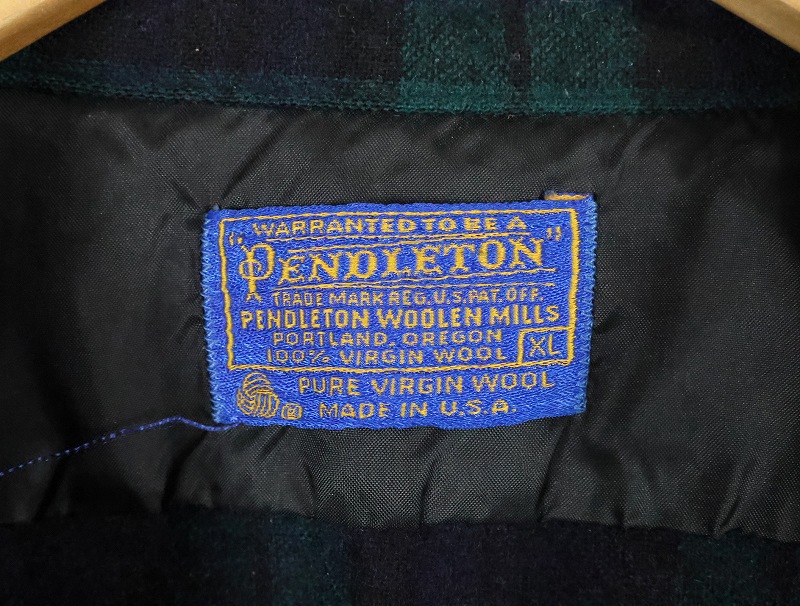 WARRANTED TO BE A
"PENDLETON"
TRADE MARK REG. U.S. PAT. OFF.
PENDLETON WOOLEN MILLS
PORTLAND, OREGON
100% VIRGIN WOOL XL
PURE VIRGIN WOOL
MADE IN U.S.A.